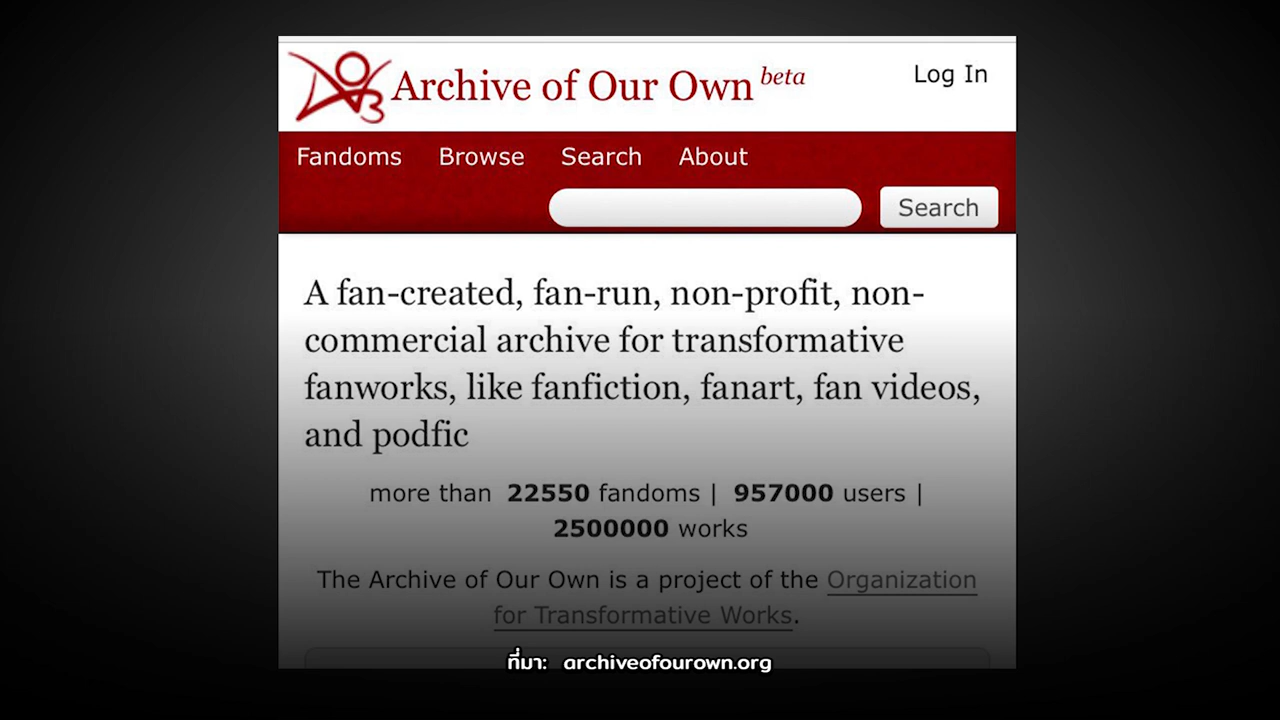 Archive of Our Own beta
Log In
Fandoms Browse Search About
Search
A fan-created, fan-run, non-profit, non-
commercial archive for transformative
fanworks, like fanfiction, fanart, fan videos,
and podfic
more than 22550 fandoms | 957000 users |
2500000 works
The Archive of Our Own is a project of the Organization
for Transformative Works.
ที่มา: archiveofourown.org